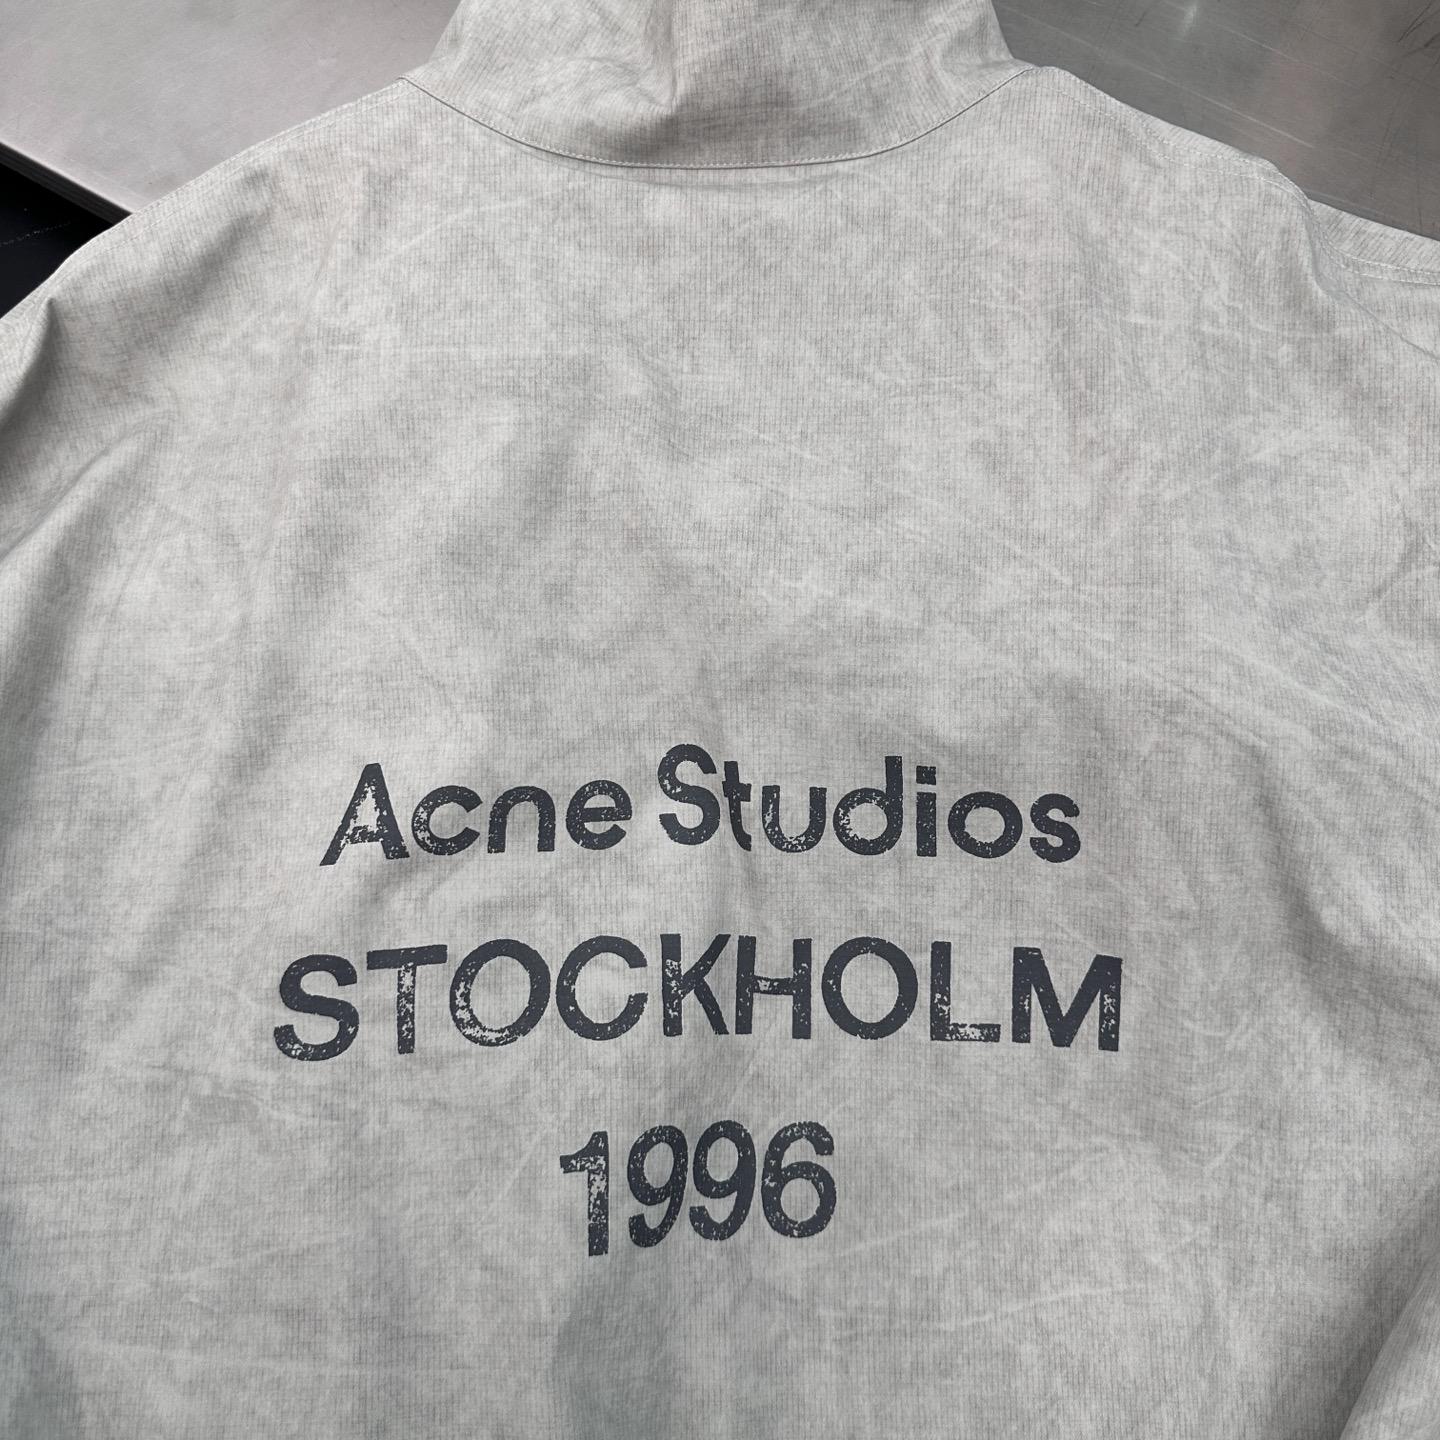 Acne Studios
STOCKHOLM
1996